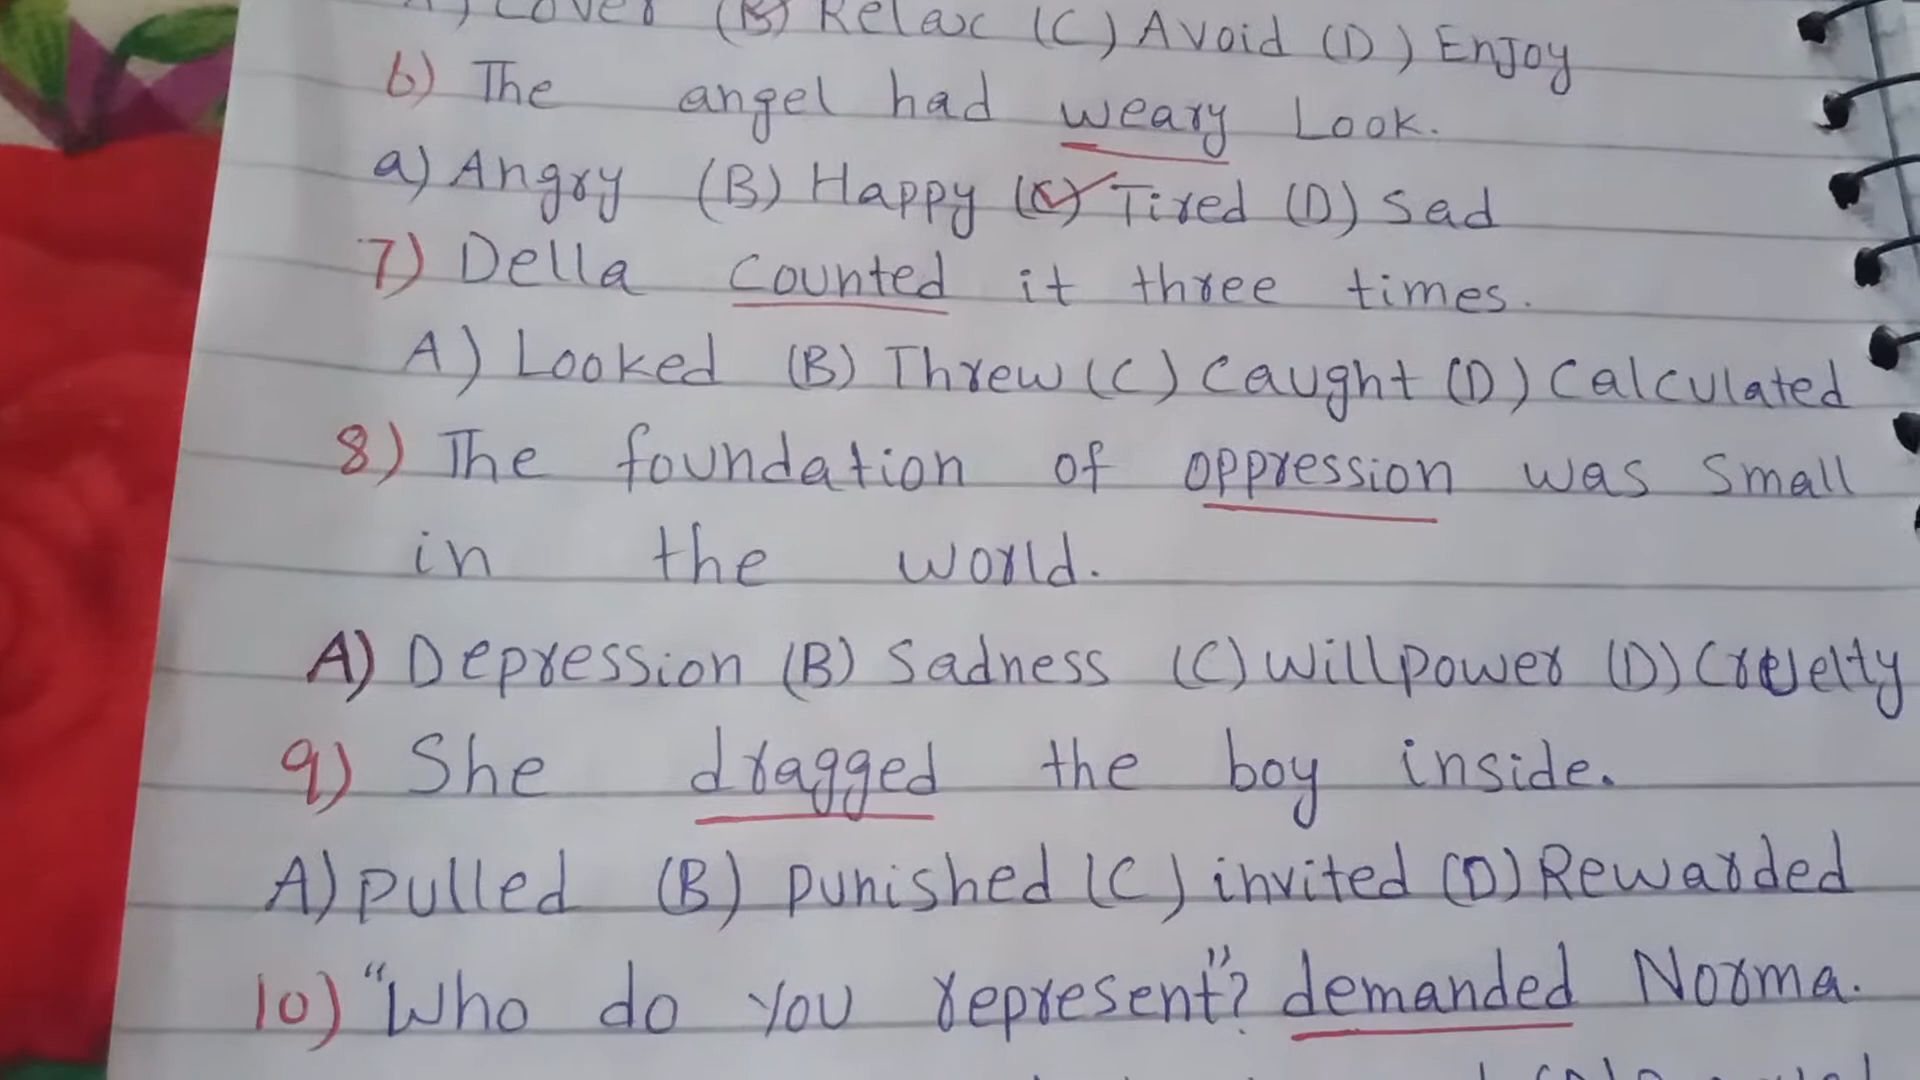 A) Cover (B) Relax (C) Avoid (D) Enjoy
6) The angel had weary Look.
a) Angry (B) Happy (C) Tired (D) Sad
7) Della counted it three times.
A) Looked (B) Threw (C) Caught (D) Calculated
8) The foundation of oppression was small
in the world.
A) Depression (B) Sadness (C) Willpower (D) Cruelty
9) She dragged the boy inside.
A) pulled (B) punished (C) invited (D) Rewarded
10) "Who do you represent"? demanded Norma.